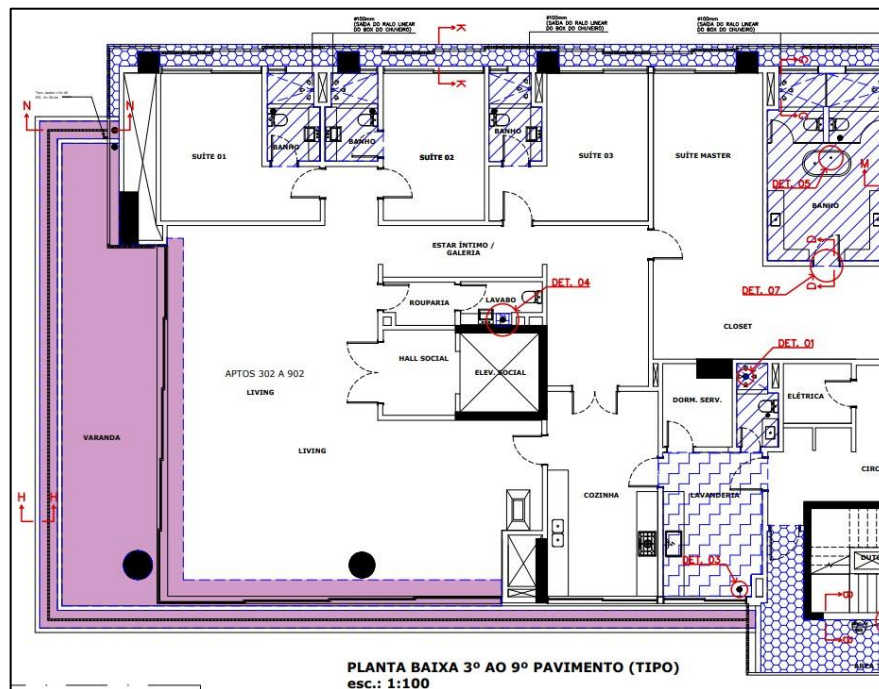 ø100mm
(SAÍDA DO RALO LINEAR
DO BOX DO CHUVEIRO)
ø100mm
(SAÍDA DO RALO LINEAR
DO BOX DO CHUVEIRO)
ø100mm
(SAÍDA DO RALO LINEAR
DO BOX DO CHUVEIRO)
K
K
G
G
N
N
SUÍTE 01
BANHO
BANHO
SUÍTE 02
BANHO
SUÍTE 03
SUÍTE MASTER
DET. 05
M
BANHO
ESTAR ÍNTIMO /
GALERIA
D
D
DET. 07
ROUPARIA
LAVABO
DET. 04
CLOSET
HALL SOCIAL
ELEV. SOCIAL
DET. 01
APTOS 302 A 902
LIVING
DORM. SERV.
ELÉTRICA
VARANDA
LIVING
COZINHA
LAVANDERIA
CIRC
H
H
DET. 03
DUTO
B
B
ÁREA
PLANTA BAIXA 3º AO 9º PAVIMENTO (TIPO)
esc.: 1:100